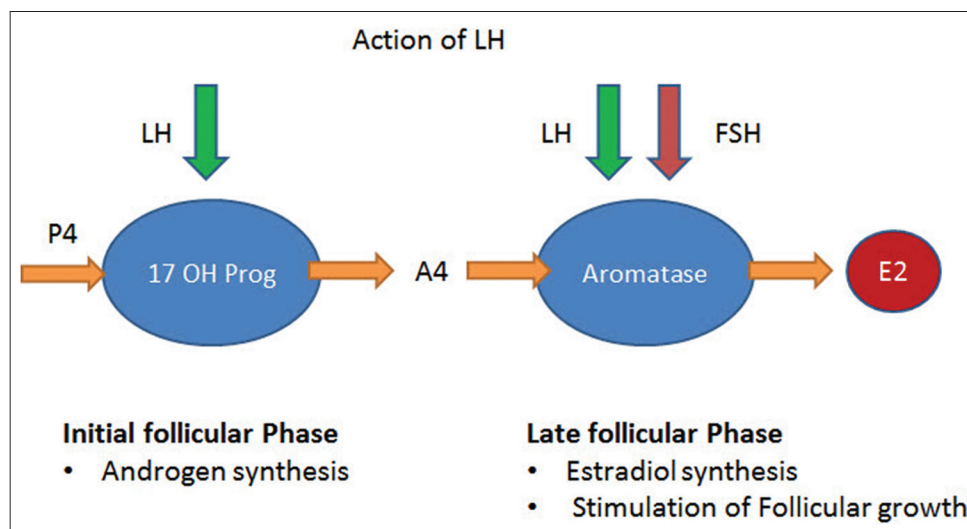 Action of LH
LH
LH
FSH
P4
17 OH Prog
A4
Aromatase
E2
Initial follicular Phase
• Androgen synthesis
Late follicular Phase
• Estradiol synthesis
• Stimulation of Follicular growth